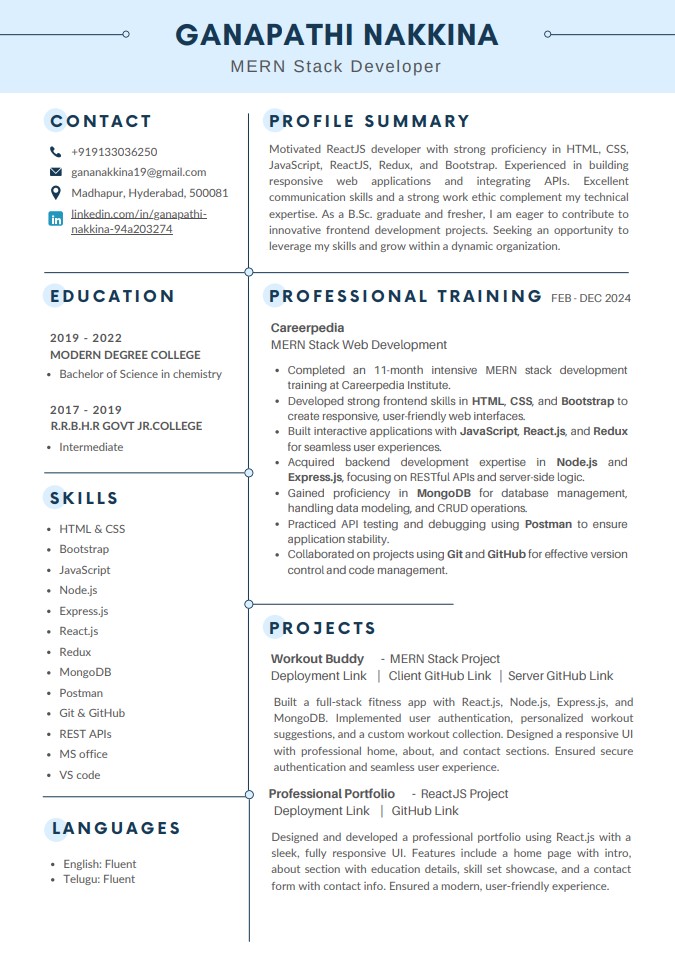 GANAPATHI NAKKINA
MERN Stack Developer
CONTACT
+919133036250
gananakkina19@gmail.com
Madhapur, Hyderabad, 500081
linkedin.com/in/ganapathi-
nakkina-94a203274
EDUCATION
2019 - 2022
MODERN DEGREE COLLEGE
• Bachelor of Science in chemistry
2017 - 2019
R.R.B.H.R GOVT JR.COLLEGE
• Intermediate
SKILLS
• HTML & CSS
• Bootstrap
• JavaScript
• Node.js
• Express.js
• React.js
• Redux
• MongoDB
• Postman
• Git & GitHub
• REST APIs
• MS office
• VS code
LANGUAGES
• English: Fluent
• Telugu: Fluent
PROFILE SUMMARY
Motivated ReactJS developer with strong proficiency in HTML, CSS,
JavaScript, ReactJS, Redux, and Bootstrap. Experienced in building
responsive web applications and integrating APIs. Excellent
communication skills and a strong work ethic complement my technical
expertise. As a B.Sc. graduate and fresher, I am eager to contribute to
innovative frontend development projects. Seeking an opportunity to
leverage my skills and grow within a dynamic organization.
PROFESSIONAL TRAINING FEB - DEC 2024
Careerpedia
MERN Stack Web Development
• Completed an 11-month intensive MERN stack development
training at Careerpedia Institute.
• Developed strong frontend skills in HTML, CSS, and Bootstrap to
create responsive, user-friendly web interfaces.
• Built interactive applications with JavaScript, React.js, and Redux
for seamless user experiences.
• Acquired backend development expertise in Node.js and
Express.js, focusing on RESTful APIs and server-side logic.
• Gained proficiency in MongoDB for database management,
handling data modeling, and CRUD operations.
• Practiced API testing and debugging using Postman to ensure
application stability.
• Collaborated on projects using Git and GitHub for effective version
control and code management.
PROJECTS
Workout Buddy - MERN Stack Project
Deployment Link | Client GitHub Link | Server GitHub Link
Built a full-stack fitness app with React.js, Node.js, Express.js, and
MongoDB. Implemented user authentication, personalized workout
suggestions, and a custom workout collection. Designed a responsive UI
with professional home, about, and contact sections. Ensured secure
authentication and seamless user experience.
Professional Portfolio - ReactJS Project
Deployment Link | GitHub Link
Designed and developed a professional portfolio using React.js with a
sleek, fully responsive UI. Features include a home page with intro,
about section with education details, skill set showcase, and a contact
form with contact info. Ensured a modern, user-friendly experience.